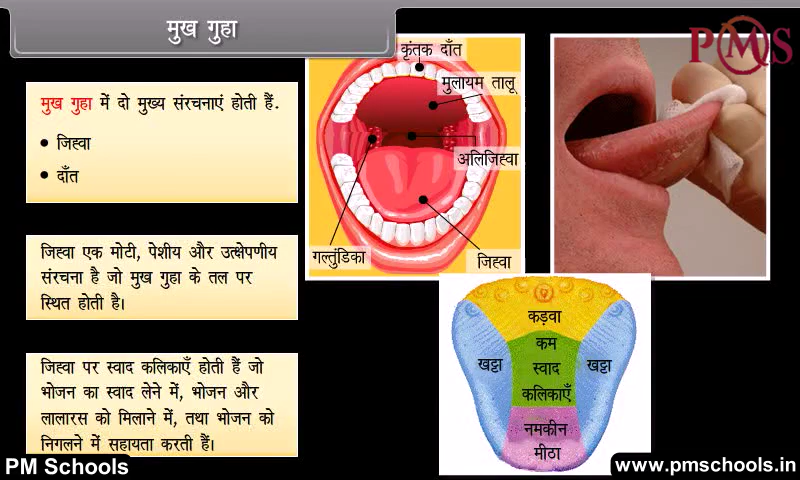 मुख गुहा
PMS
मुख गुहा में दो मुख्य संरचनाएं होती हैं.
• जिह्वा
• दाँत
जिह्वा एक मोटी, पेशीय और उत्क्षेपणीय
संरचना है जो मुख गुहा के तल पर
स्थित होती है।
जिह्वा पर स्वाद कलिकाएँ होती हैं जो
भोजन का स्वाद लेने में, भोजन और
लालारस को मिलाने में, तथा भोजन को
निगलने में सहायता करती हैं।
कृंतक दाँत
मुलायम तालू
अलिजिह्वा
गल्तुंडिका
जिह्वा
कड़वा
खट्टा
कम
स्वाद
कलिकाएँ
खट्टा
नमकीन
मीठा
PM Schools
www.pmschools.in